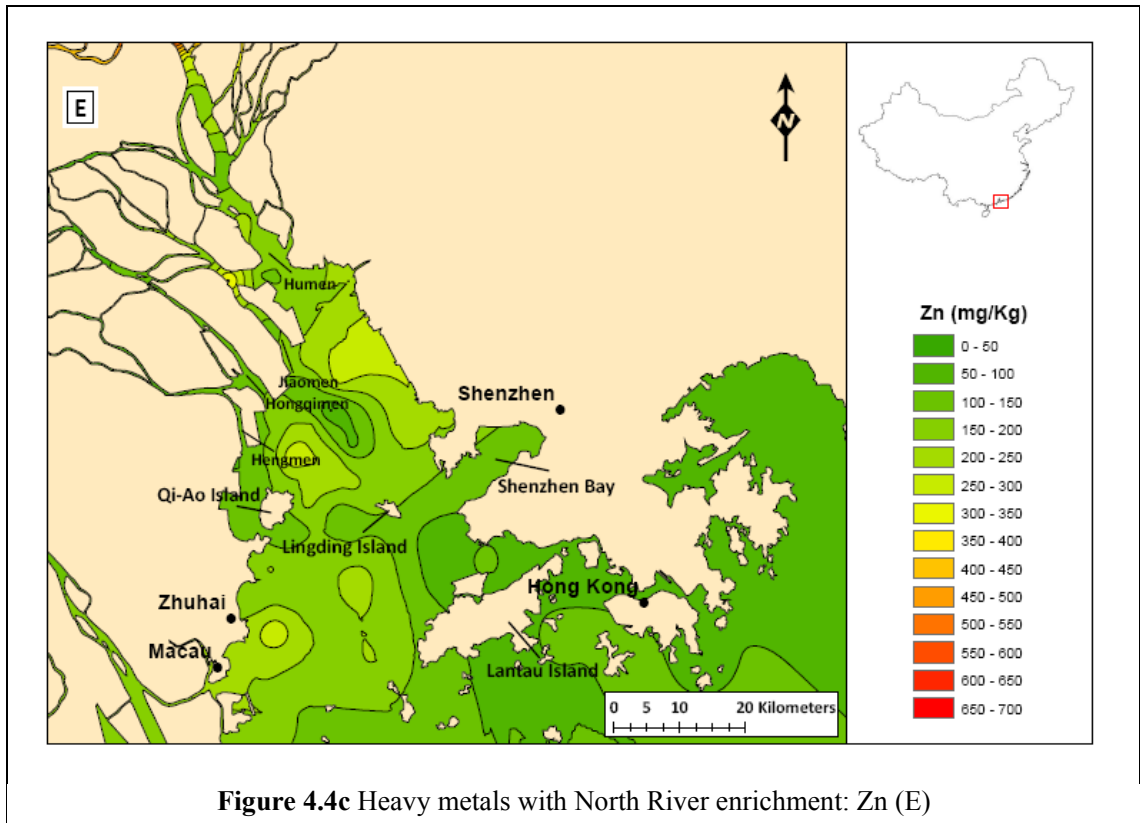 E
N
Humen
Jiaomen
Hongqimen
Shenzhen
Hengmen
Shenzhen Bay
Qi-Ao Island
Lingding Island
Hong Kong
Zhuhai
Macau
Lantau Island
0 5 10 20 Kilometers
Zn (mg/Kg)
0 - 50
50 - 100
100 - 150
150 - 200
200 - 250
250 - 300
300 - 350
350 - 400
400 - 450
450 - 500
500 - 550
550 - 600
600 - 650
650 - 700
Figure 4.4c Heavy metals with North River enrichment: Zn (E)